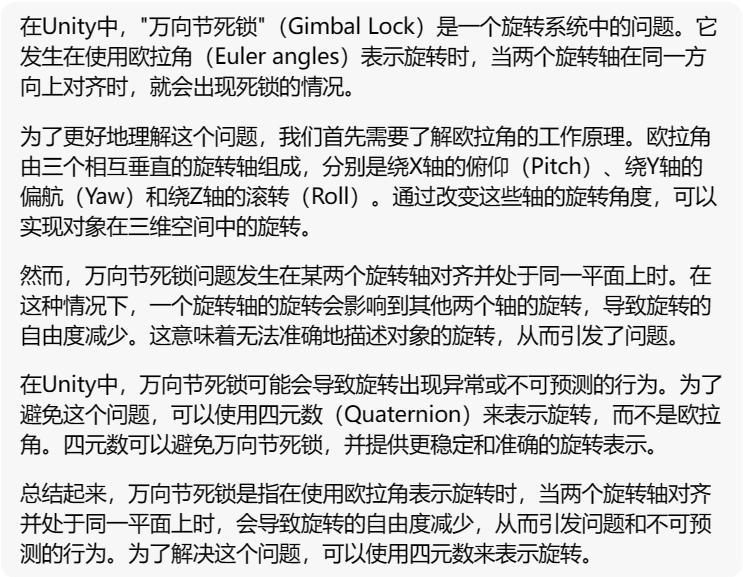 在Unity中，"万向节死锁"（Gimbal Lock）是一个旋转系统中的问题。它
发生在使用欧拉角（Euler angles）表示旋转时，当两个旋转轴在同一方
向上对齐时，就会出现死锁的情况。
为了更好地理解这个问题，我们首先需要了解欧拉角的工作原理。欧拉角
由三个相互垂直的旋转轴组成，分别是绕X轴的俯仰（Pitch）、绕Y轴的
偏航（Yaw）和绕Z轴的滚转（Roll）。通过改变这些轴的旋转角度，可以
实现对象在三维空间中的旋转。
然而，万向节死锁问题发生在某两个旋转轴对齐并处于同一平面上时。在
这种情况下，一个旋转轴的旋转会影响到其他两个轴的旋转，导致旋转的
自由度减少。这意味着无法准确地描述对象的旋转，从而引发了问题。
在Unity中，万向节死锁可能会导致旋转出现异常或不可预测的行为。为了
避免这个问题，可以使用四元数（Quaternion）来表示旋转，而不是欧拉
角。四元数可以避免万向节死锁，并提供更稳定和准确的旋转表示。
总结起来，万向节死锁是指在使用欧拉角表示旋转时，当两个旋转轴对齐
并处于同一平面上时，会导致旋转的自由度减少，从而引发问题和不可预
测的行为。为了解决这个问题，可以使用四元数来表示旋转。